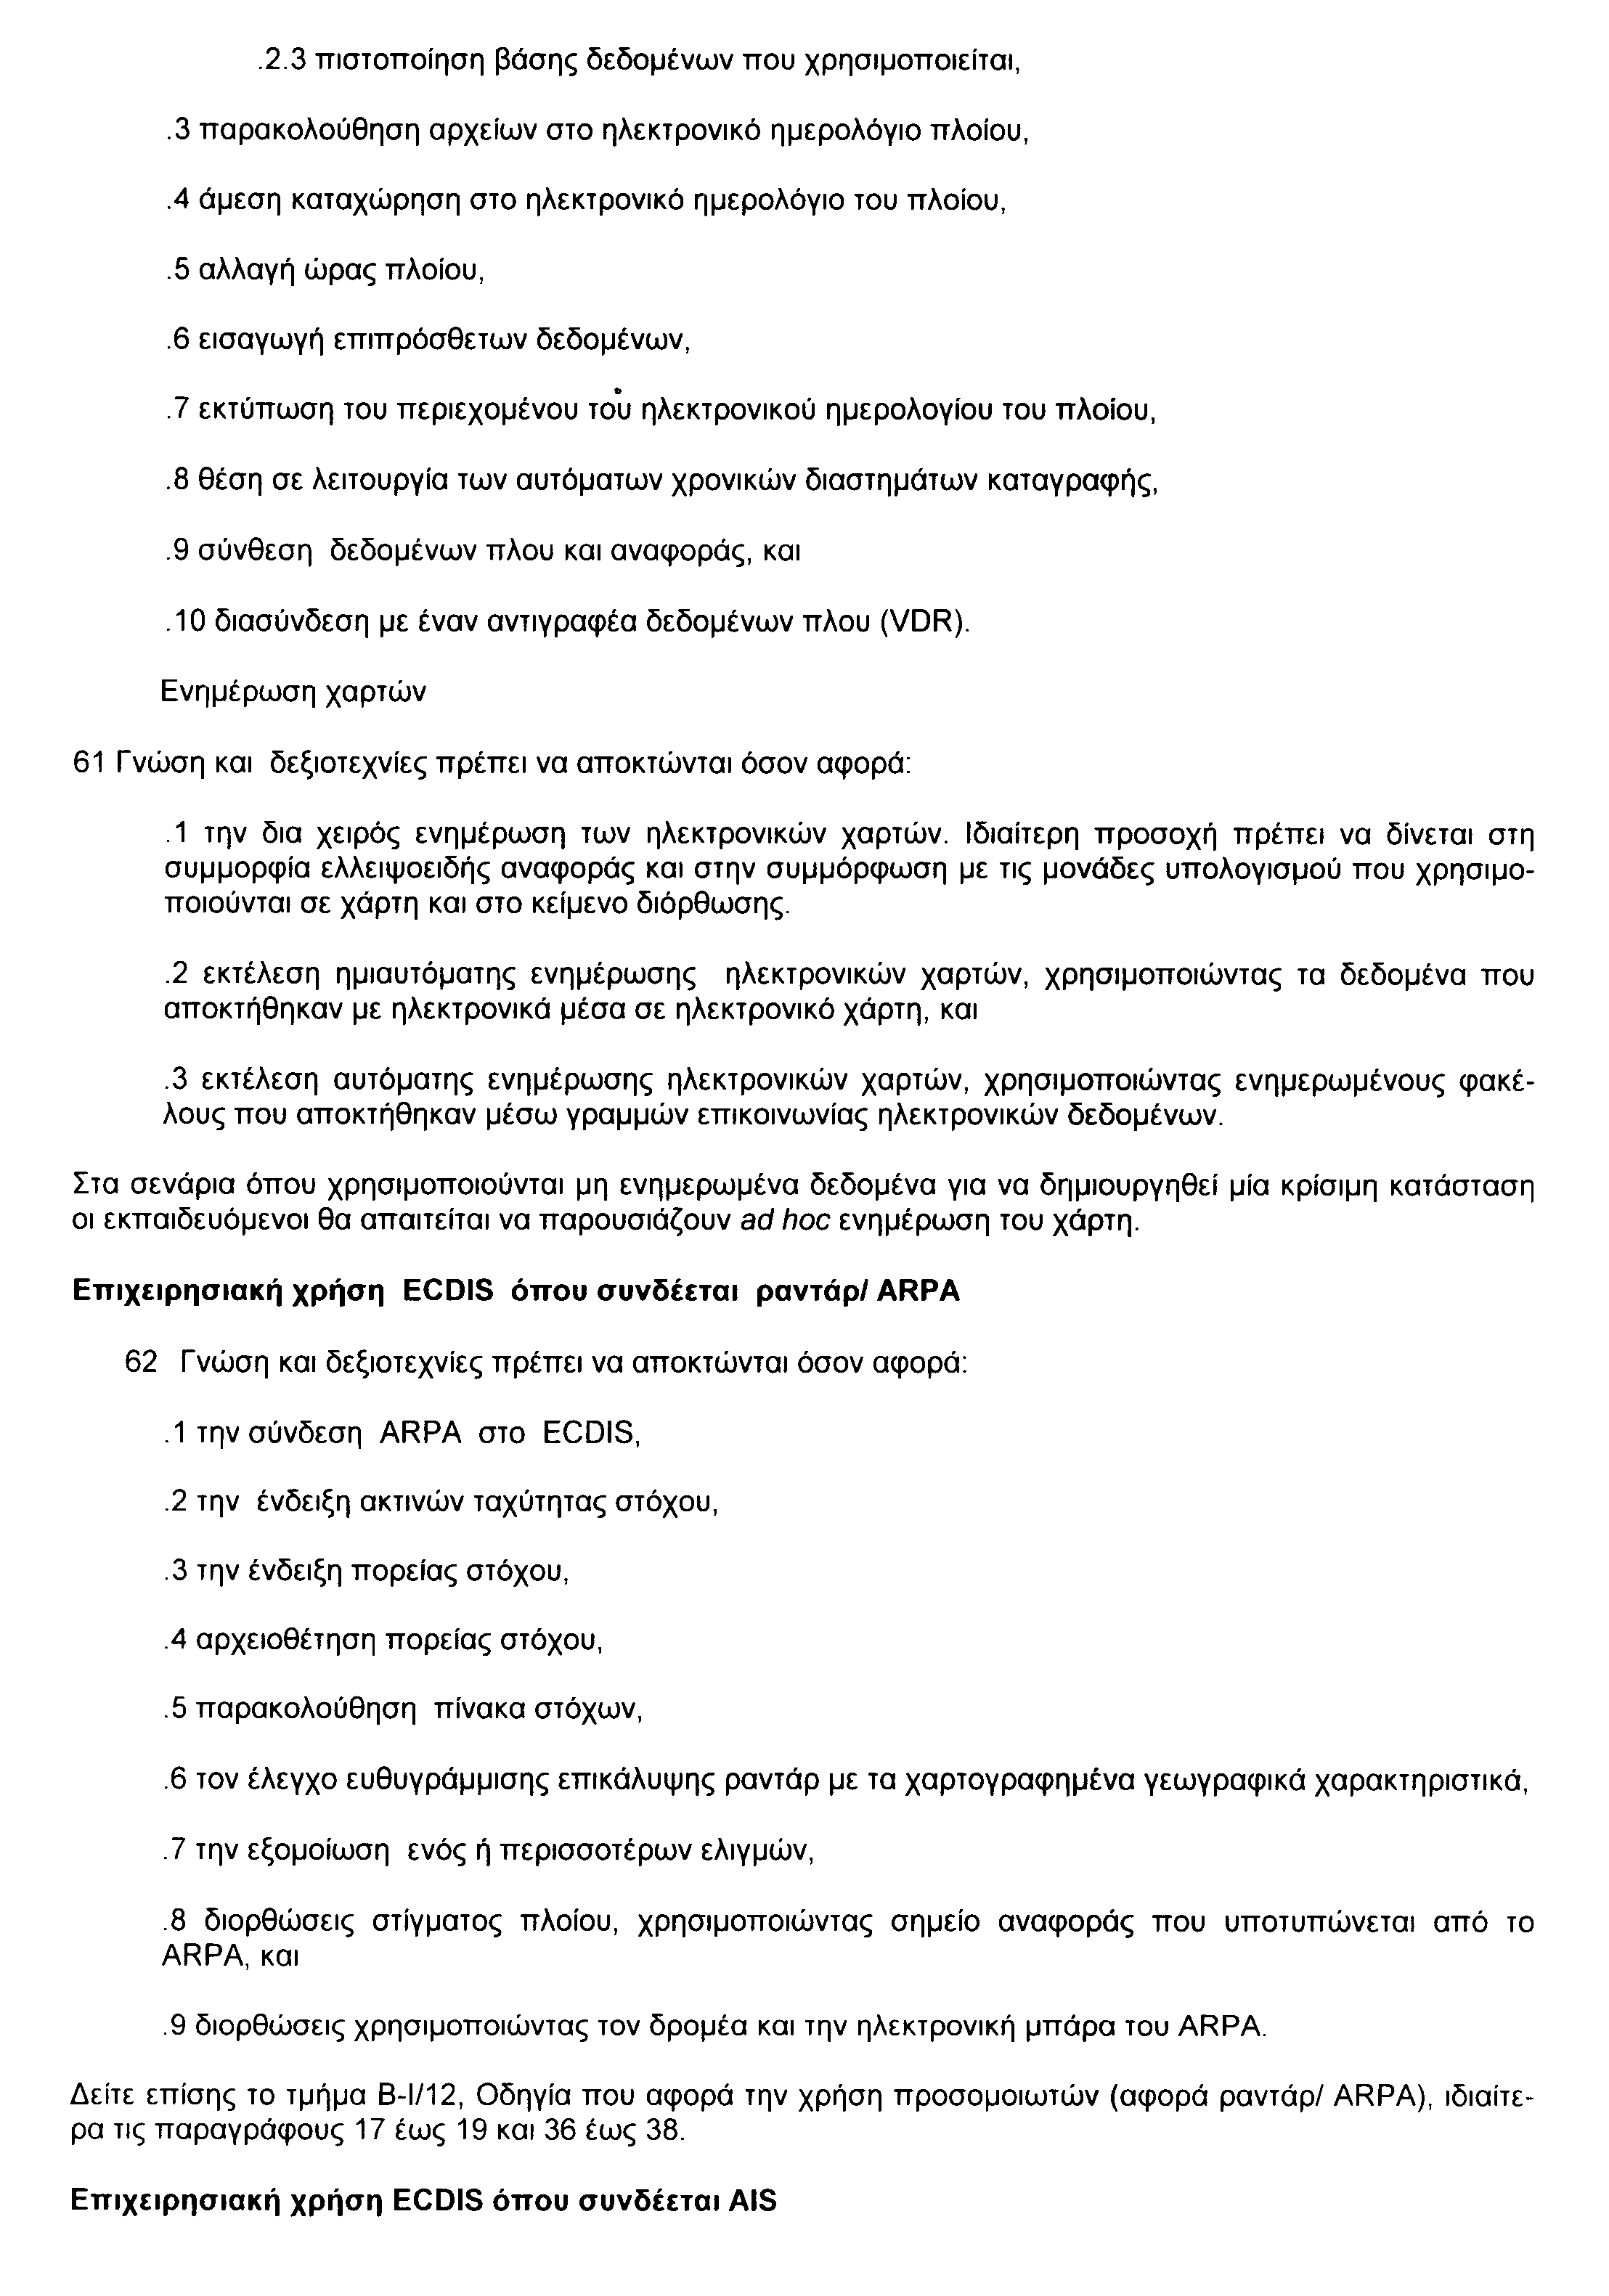 .2.3 πιστοποίηση βάσης δεδομένων που χρησιμοποιείται,
.3 παρακολούθηση αρχείων στο ηλεκτρονικό ημερολόγιο πλοίου,
.4 άμεση καταχώρηση στο ηλεκτρονικό ημερολόγιο του πλοίου,
.5 αλλαγή ώρας πλοίου,
.6 εισαγωγή επιπρόσθετων δεδομένων,
.7 εκτύπωση του περιεχομένου του ηλεκτρονικού ημερολογίου του πλοίου,
.8 θέση σε λειτουργία των αυτόματων χρονικών διαστημάτων καταγραφής,
.9 σύνθεση δεδομένων πλου και αναφοράς, και
.10 διασύνδεση με έναν αντιγραφέα δεδομένων πλου (VDR).
Ενημέρωση χαρτών
61 Γνώση και δεξιοτεχνίες πρέπει να αποκτώνται όσον αφορά:
.1 την δια χειρός ενημέρωση των ηλεκτρονικών χαρτών. Ιδιαίτερη προσοχή πρέπει να δίνεται στη
συμμορφία ελλειψοειδής αναφοράς και στην συμμόρφωση με τις μονάδες υπολογισμού που χρησιμο-
ποιούνται σε χάρτη και στο κείμενο διόρθωσης.
.2 εκτέλεση ημιαυτόματης ενημέρωσης ηλεκτρονικών χαρτών, χρησιμοποιώντας τα δεδομένα που
αποκτήθηκαν με ηλεκτρονικά μέσα σε ηλεκτρονικό χάρτη, και
.3 εκτέλεση αυτόματης ενημέρωσης ηλεκτρονικών χαρτών, χρησιμοποιώντας ενημερωμένους φακέ-
λους που αποκτήθηκαν μέσω γραμμών επικοινωνίας ηλεκτρονικών δεδομένων.
Στα σενάρια όπου χρησιμοποιούνται μη ενημερωμένα δεδομένα για να δημιουργηθεί μία κρίσιμη κατάσταση
οι εκπαιδευόμενοι θα απαιτείται να παρουσιάζουν ad hoc ενημέρωση του χάρτη.
Επιχειρησιακή χρήση ECDIS όπου συνδέεται ραντάρ/ ARPA
62 Γνώση και δεξιοτεχνίες πρέπει να αποκτώνται όσον αφορά:
.1 την σύνδεση ARPA στο ECDIS,
.2 την ένδειξη ακτινών ταχύτητας στόχου,
.3 την ένδειξη πορείας στόχου,
.4 αρχειοθέτηση πορείας στόχου,
.5 παρακολούθηση πίνακα στόχων,
.6 τον έλεγχο ευθυγράμμισης επικάλυψης ραντάρ με τα χαρτογραφημένα γεωγραφικά χαρακτηριστικά,
.7 την εξομοίωση ενός ή περισσοτέρων ελιγμών,
.8 διορθώσεις στίγματος πλοίου, χρησιμοποιώντας σημείο αναφοράς που υποτυπώνεται από το
ARPA, και
.9 διορθώσεις χρησιμοποιώντας τον δρομέα και την ηλεκτρονική μπάρα του ARPA.
Δείτε επίσης το τμήμα B-I/12, Οδηγία που αφορά την χρήση προσομοιωτών (αφορά ραντάρ/ ARPA), ιδιαίτε-
ρα τις παραγράφους 17 έως 19 και 36 έως 38.
Επιχειρησιακή χρήση ECDIS όπου συνδέεται AIS